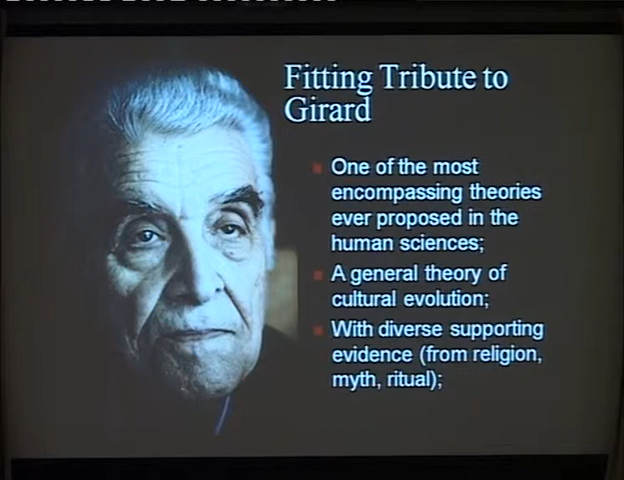 Fitting Tribute to
Girard
One of the most
encompassing theories
ever proposed in the
human sciences;
A general theory of
cultural evolution;
With diverse supporting
evidence (from religion,
myth, ritual);